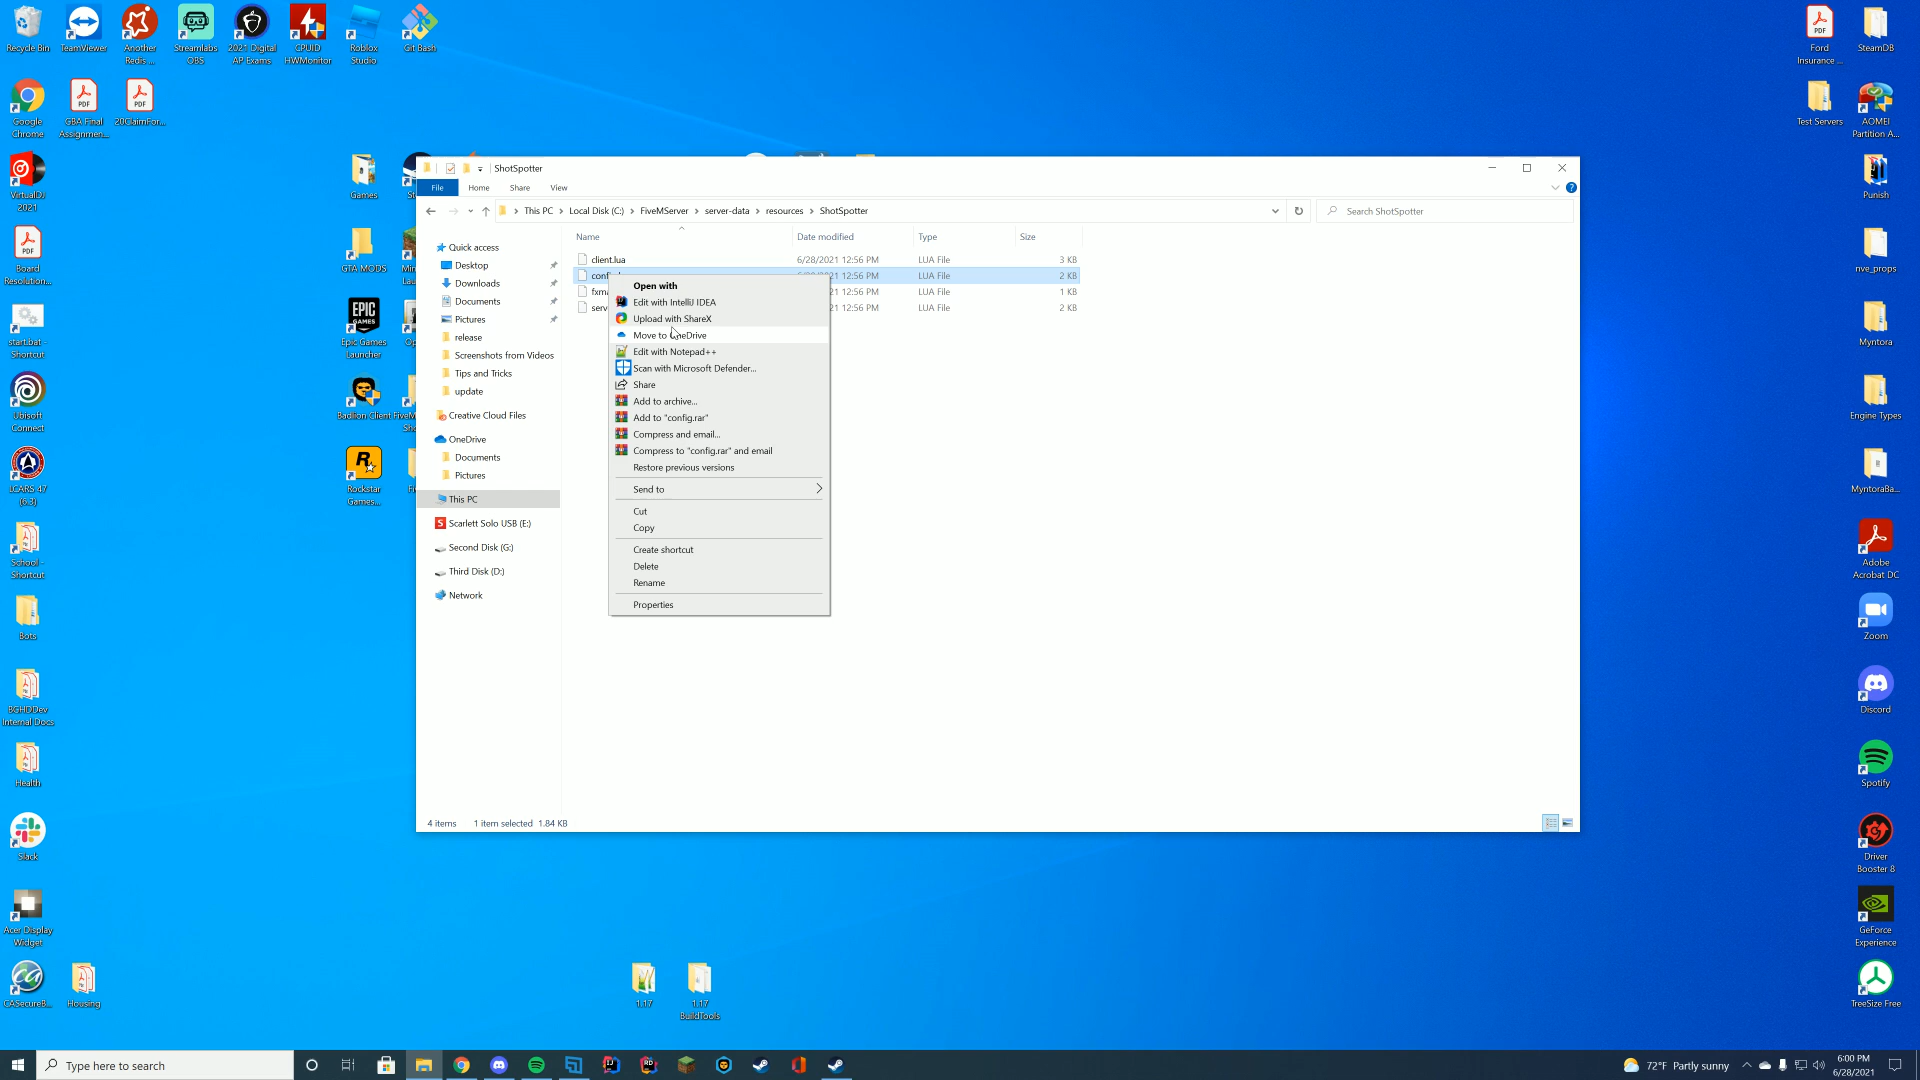 Recycle Bin
TeamViewer
Another
Redis ...
Streamlabs
OBS
2021 Digital
AP Exams
CPUID
HWMonitor
Roblox
Studio
Git Bash
Ford
Insurance ...
SteamDB
Google
Chrome
GBA Final
Assignmen...
20ClaimFor...
Test Servers
AOMEI
Partition A...
VirtualDJ
2021
Games
Punish
Board
Resolution...
GTA MODS
nve_props
start.bat -
Shortcut
Epic Games
Launcher
Myntora
Ubisoft
Connect
Badlion Client
Engine Types
LCARS 47
(6.3)
Rockstar
Games...
MyntoraBa...
School -
Shortcut
Adobe
Acrobat DC
Bots
Zoom
BGHDDev
Internal Docs
Discord
Health
Spotify
Slack
Driver
Booster 8
Acer Display
Widget
GeForce
Experience
CASecureB...
Housing
1.17
1.17
BuildTools
TreeSize Free
ShotSpotter
File
Home
Share
View
This PC > Local Disk (C:) > FiveMServer > server-data > resources > ShotSpotter
Search ShotSpotter
Name
Date modified
Type
Size
client.lua 6/28/2021 12:56 PM LUA File 3 KB
12:56 PM LUA File 2 KB
12:56 PM LUA File 1 KB
12:56 PM LUA File 2 KB
Quick access
Desktop
Downloads
Documents
Pictures
release
Screenshots from Videos
Tips and Tricks
update
Creative Cloud Files
OneDrive
Documents
Pictures
This PC
Scarlett Solo USB (E:)
Second Disk (G:)
Third Disk (D:)
Network
Open with
Edit with IntelliJ IDEA
Upload with ShareX
Move to OneDrive
Edit with Notepad++
Scan with Microsoft Defender...
Share
Add to archive...
Add to "config.rar"
Compress and email...
Compress to "config.rar" and email
Restore previous versions
Send to
Cut
Copy
Create shortcut
Delete
Rename
Properties
4 items
1 item selected 1.84 KB
Type here to search
72°F Partly sunny
6:00 PM
6/28/2021